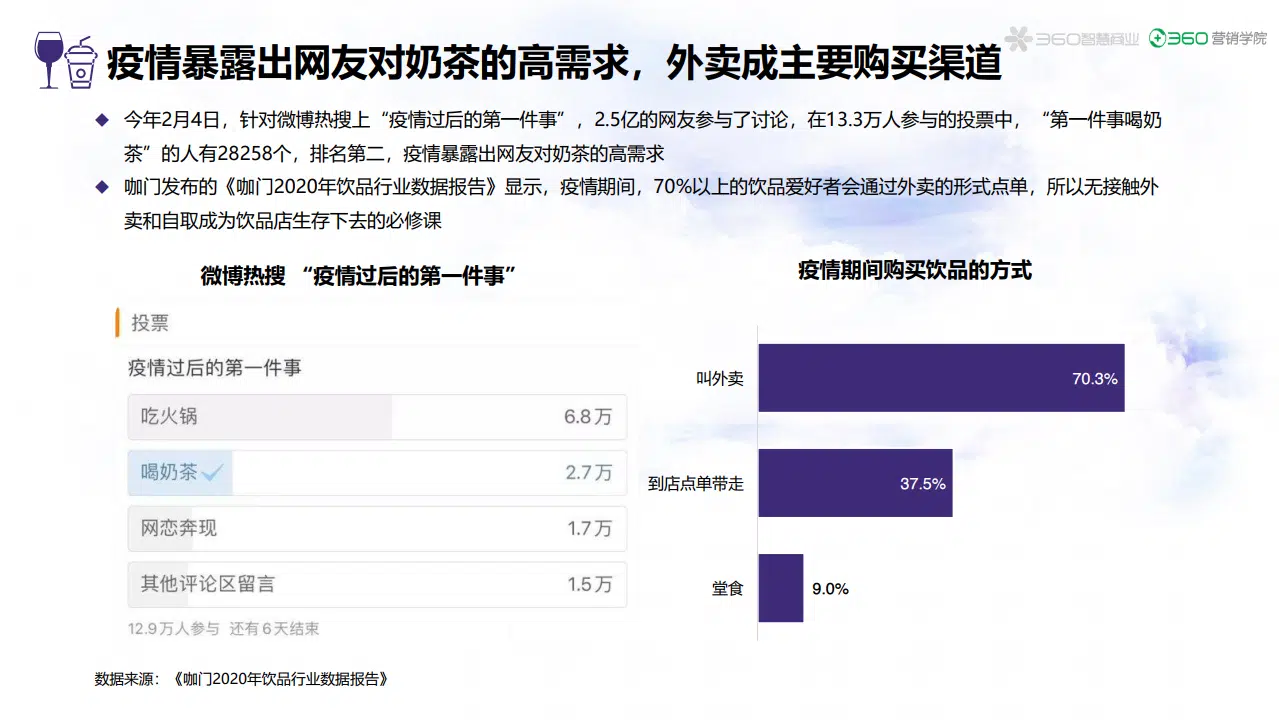 疫情暴露出网友对奶茶的高需求，外卖成主要购买渠道
360智慧商业
360 营销学院
今年2月4日，针对微博热搜上“疫情过后的第一件事”，2.5亿的网友参与了讨论，在13.3万人参与的投票中，“第一件事喝奶
茶”的人有28258个，排名第二，疫情暴露出网友对奶茶的高需求
咖门发布的《咖门2020年饮品行业数据报告》显示，疫情期间，70%以上的饮品爱好者会通过外卖的形式点单，所以无接触外
卖和自取成为饮品店生存下去的必修课
微博热搜 “疫情过后的第一件事”
投票
疫情过后的第一件事
吃火锅 6.8万
喝奶茶 2.7万
网恋奔现 1.7万
其他评论区留言 1.5万
12.9万人参与 还有6天结束
疫情期间购买饮品的方式
叫外卖 70.3%
到店点单带走 37.5%
堂食 9.0%
数据来源：《咖门2020年饮品行业数据报告》